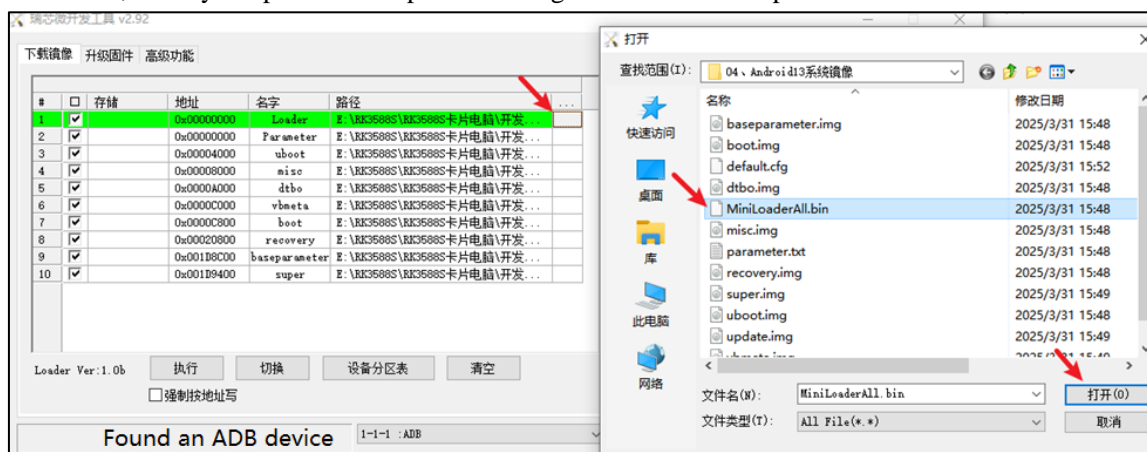 瑞芯微开发工具 v2.92
下载镜像 升级固件 高级功能
# 存储 地址 名字 路径 ...
1 0x00000000 Loader E:\RK3588S\RK3588S卡片电脑\开发...
2 0x00000000 Parameter E:\RK3588S\RK3588S卡片电脑\开发...
3 0x00004000 uboot E:\RK3588S\RK3588S卡片电脑\开发...
4 0x00008000 misc E:\RK3588S\RK3588S卡片电脑\开发...
5 0x0000A000 dtbo E:\RK3588S\RK3588S卡片电脑\开发...
6 0x0000C000 vbmeta E:\RK3588S\RK3588S卡片电脑\开发...
7 0x0000C800 boot E:\RK3588S\RK3588S卡片电脑\开发...
8 0x00020800 recovery E:\RK3588S\RK3588S卡片电脑\开发...
9 0x001D8C00 baseparameter E:\RK3588S\RK3588S卡片电脑\开发...
10 0x001D9400 super E:\RK3588S\RK3588S卡片电脑\开发...
Loader Ver:1.0b 执行 切换 设备分区表 清空
强制按地址写
Found an ADB device 1-1-1 :ADB
打开
查找范围(I): 04、Android13系统镜像
快速访问
桌面
库
此电脑
网络
名称 修改日期
baseparameter.img 2025/3/31 15:48
boot.img 2025/3/31 15:48
default.cfg 2025/3/31 15:52
dtbo.img 2025/3/31 15:48
MiniLoaderAll.bin 2025/3/31 15:48
misc.img 2025/3/31 15:48
parameter.txt 2025/3/31 15:48
recovery.img 2025/3/31 15:48
super.img 2025/3/31 15:49
uboot.img 2025/3/31 15:48
update.img 2025/3/31 15:49
文件名(N): MiniLoaderAll.bin 打开(O)
文件类型(T): All File(*.*) 取消